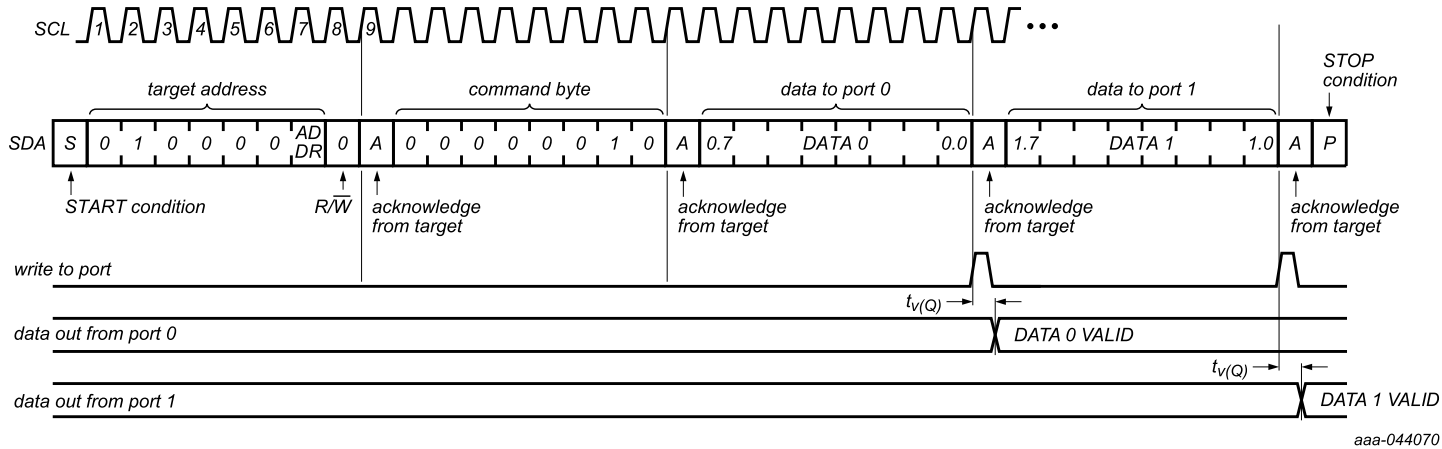 SCL 1 2 3 4 5 6 7 8 9 •••
STOP
condition
target address command byte data to port 0 data to port 1
SDA S 0 1 0 0 0 0 AD DR 0 A 0 0 0 0 0 0 1 0 A 0.7 DATA 0 0.0 A 1.7 DATA 1 1.0 A P
START condition R/W̅ acknowledge acknowledge acknowledge acknowledge
from target from target from target from target
write to port
tv(Q)
data out from port 0 DATA 0 VALID
tv(Q)
data out from port 1 DATA 1 VALID
aaa-044070